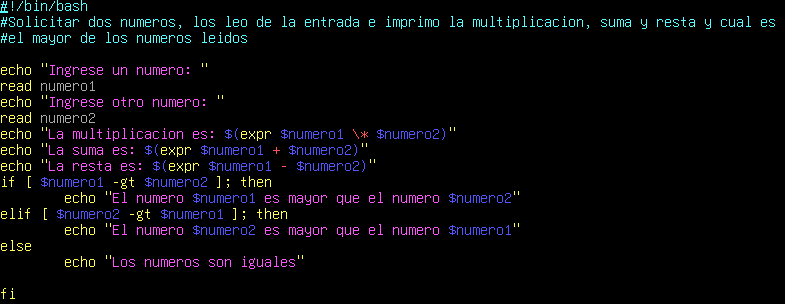 #!/bin/bash
#Solicitar dos numeros, los leo de la entrada e imprimo la multiplicacion, suma y resta y cual es
#el mayor de los numeros leidos
echo "Ingrese un numero: "
read numero1
echo "Ingrese otro numero: "
read numero2
echo "La multiplicacion es: $(expr $numero1 \* $numero2)"
echo "La suma es: $(expr $numero1 + $numero2)"
echo "La resta es: $(expr $numero1 - $numero2)"
if [ $numero1 -gt $numero2 ]; then
        echo "El numero $numero1 es mayor que el numero $numero2"
elif [ $numero2 -gt $numero1 ]; then
        echo "El numero $numero2 es mayor que el numero $numero1"
else
        echo "Los numeros son iguales"
fi